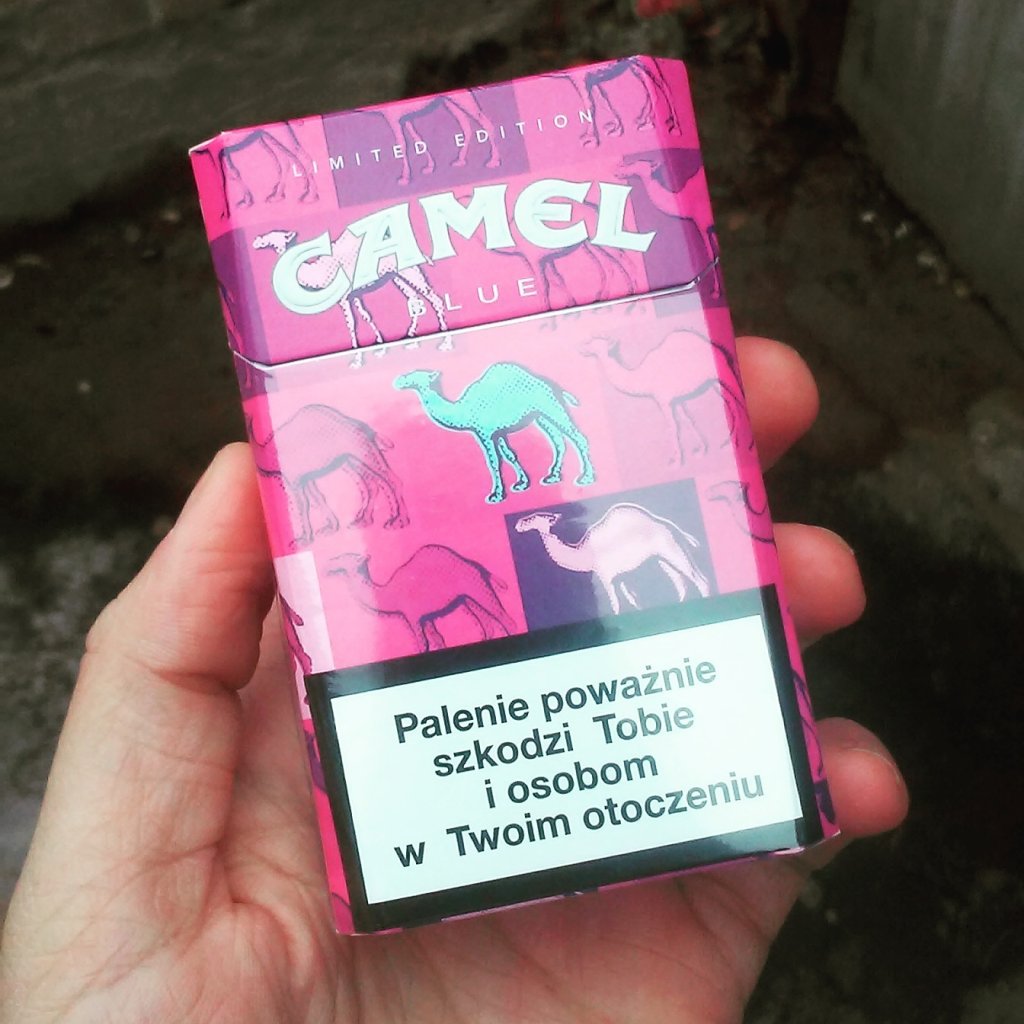 LIMITED EDITION
CAMEL
BLUE
Palenie poważnie
szkodzi Tobie
i osobom
w Twoim otoczeniu